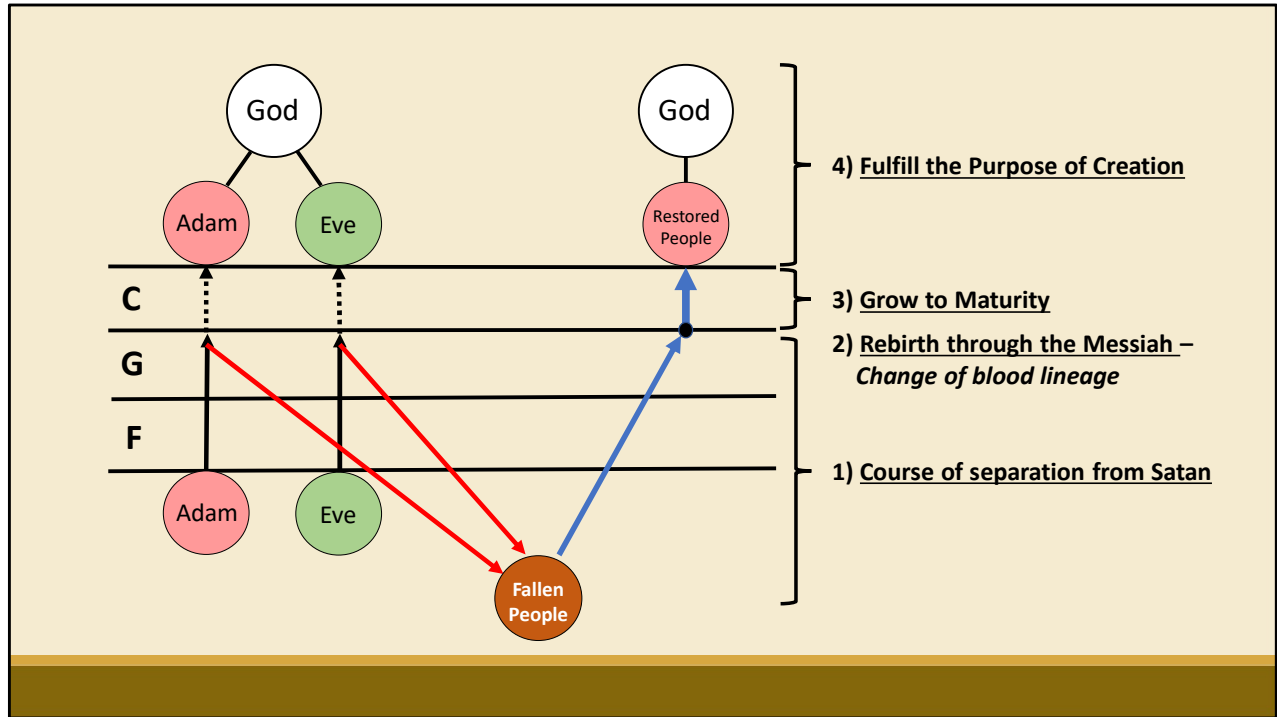 God
God
4) Fulfill the Purpose of Creation
Adam
Eve
Restored
People
C
3) Grow to Maturity
2) Rebirth through the Messiah –
Change of blood lineage
G
F
1) Course of separation from Satan
Adam
Eve
Fallen
People